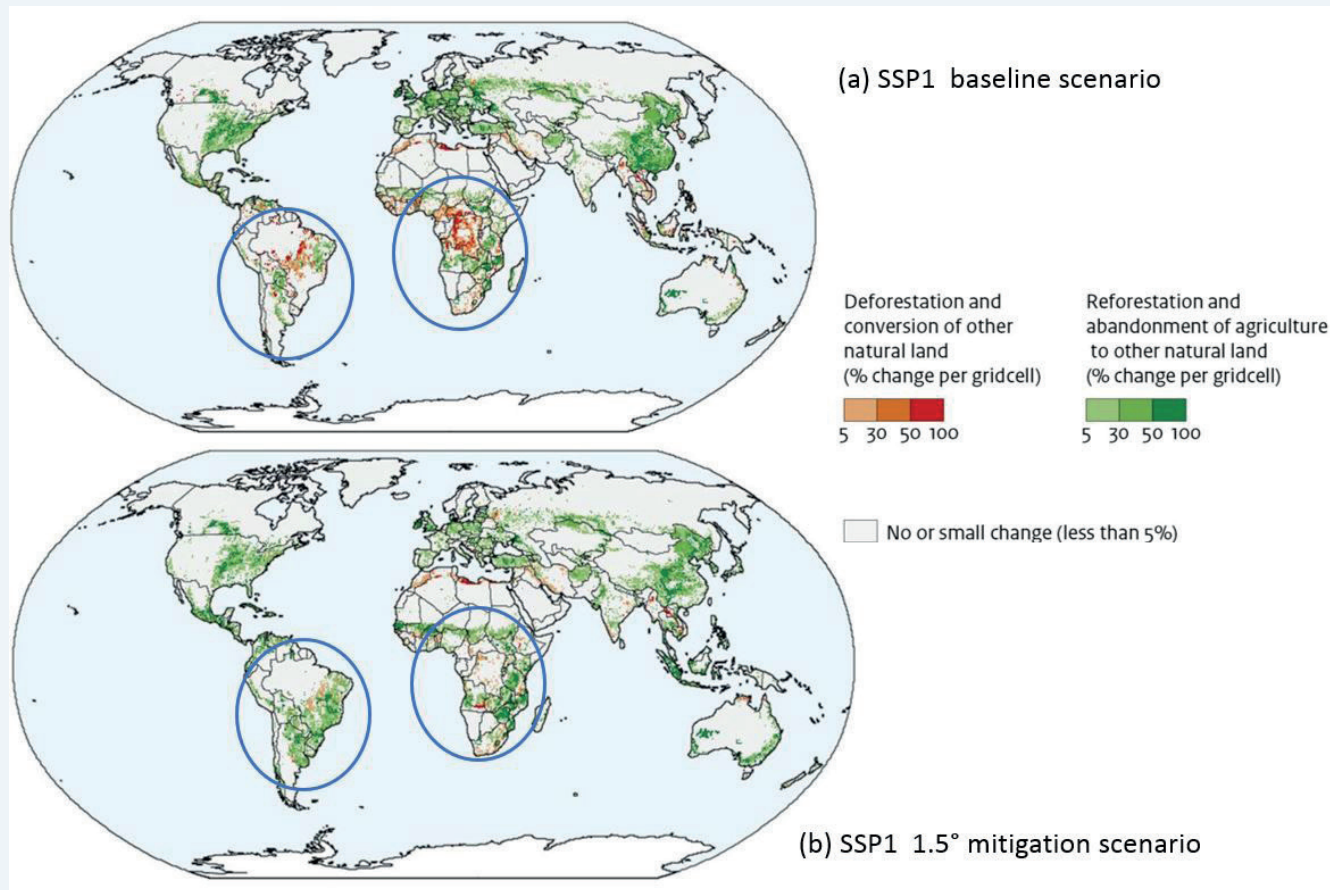 (a) SSP1 baseline scenario
Deforestation and
conversion of other
natural land
(% change per gridcell)
5 30 50 100
Reforestation and
abandonment of agriculture
to other natural land
(% change per gridcell)
5 30 50 100
No or small change (less than 5%)
(b) SSP1 1.5° mitigation scenario